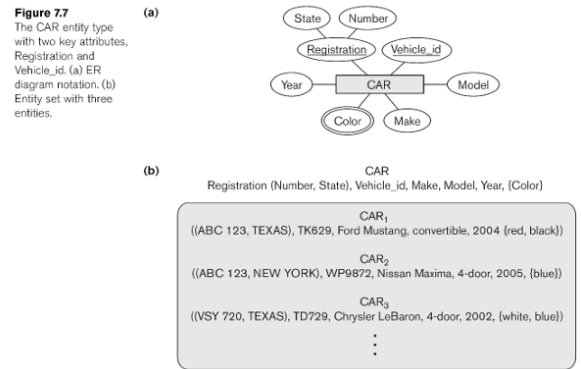 Figure 7.7
The CAR entity type
with two key attributes,
Registration and
Vehicle_id. (a) ER
diagram notation. (b)
Entity set with three
entities.
(a)
State
Number
Registration
Vehicle_id
Year
CAR
Model
Color
Make
(b)
CAR
Registration (Number, State), Vehicle_id, Make, Model, Year, {Color}
CAR₁
((ABC 123, TEXAS), TK629, Ford Mustang, convertible, 2004 {red, black})
CAR₂
((ABC 123, NEW YORK), WP9872, Nissan Maxima, 4-door, 2005, {blue})
CAR₃
((VSY 720, TEXAS), TD729, Chrysler LeBaron, 4-door, 2002, {white, blue})